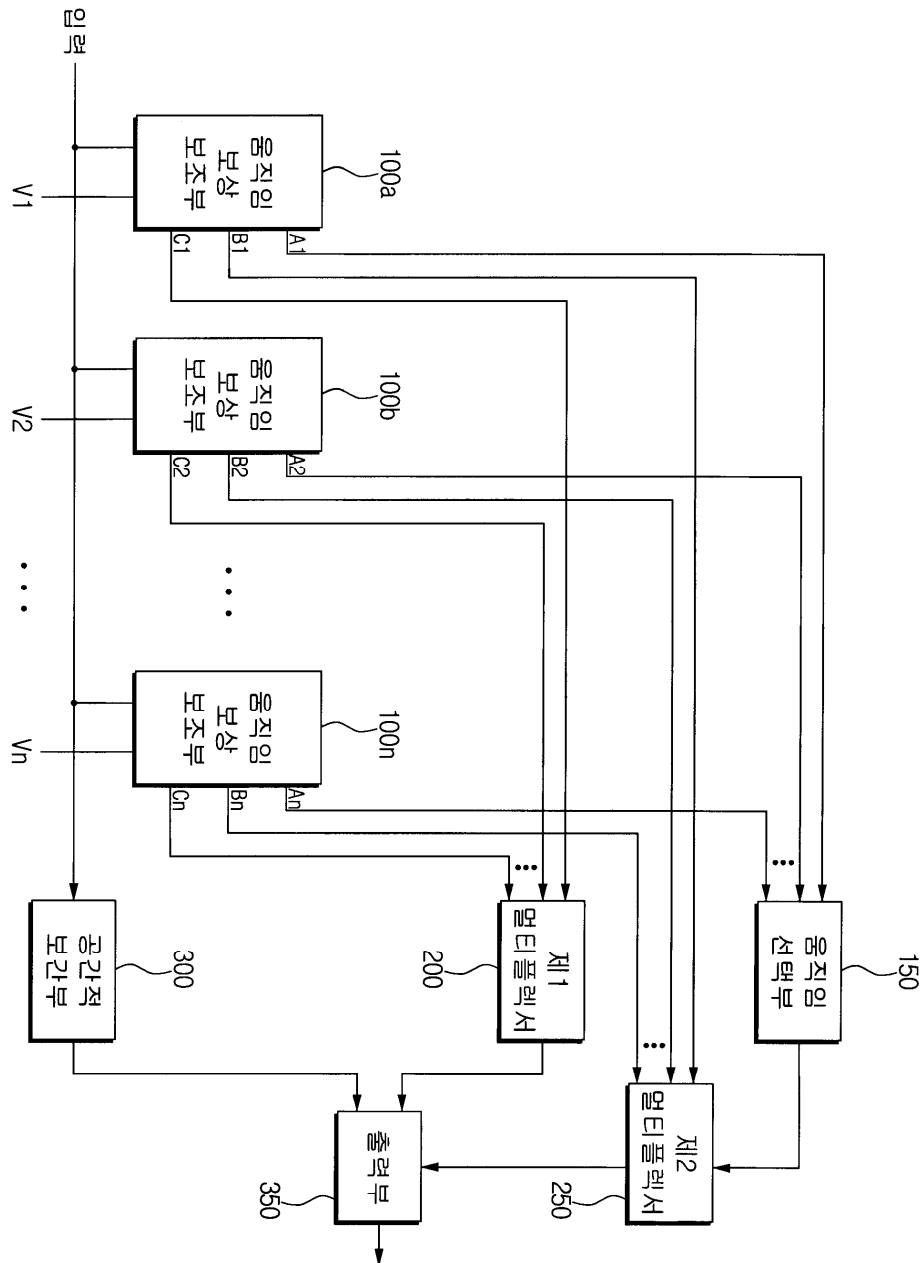 입력
100a
움직임
보상
보조부
V1
A1
B1
C1
100b
움직임
보상
보조부
V2
A2
B2
C2
...
...
100n
움직임
보상
보조부
Vn
An
Bn
Cn
...
...
...
150
움직임
선택부
제1
멀티플렉서
200
제2
멀티플렉서
250
300
공간적
보간부
출력부
350